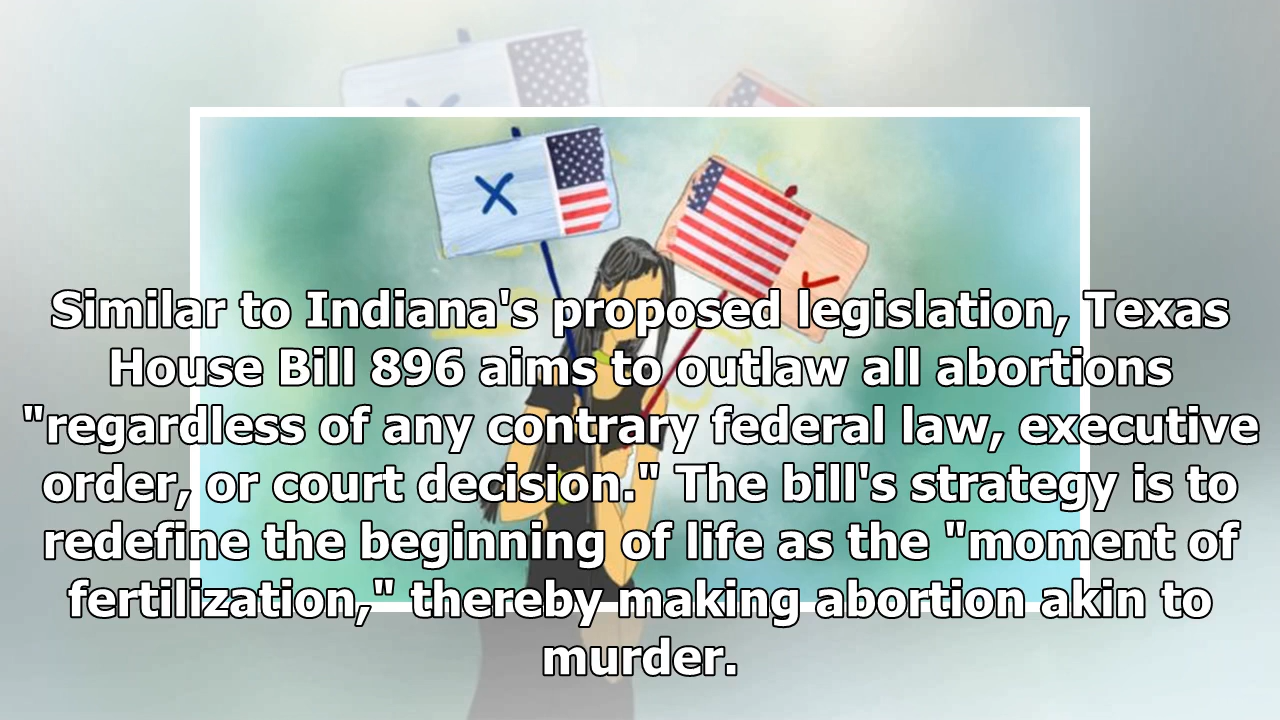 Similar to Indiana's proposed legislation, Texas
House Bill 896 aims to outlaw all abortions
"regardless of any contrary federal law, executive
order, or court decision." The bill's strategy is to
redefine the beginning of life as the "moment of
fertilization," thereby making abortion akin to
murder.